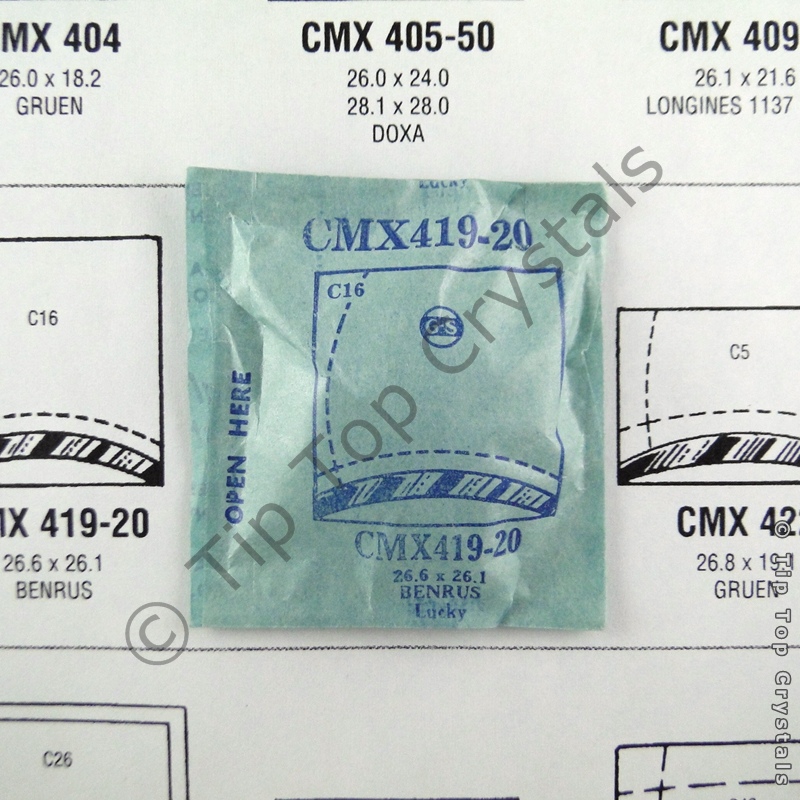 MX 404
26.0 x 18.2
GRUEN
CMX 405-50
26.0 x 24.0
28.1 x 28.0
DOXA
CMX 409
26.1 x 21.6
LONGINES 1137
C16
MX 419-20
26.6 x 26.1
BENRUS
Lucky
CMX419-20
C16
G-S
OPEN HERE
CMX419-20
26.6 x 26.1
BENRUS
Lucky
C5
CMX 42
26.8 x 19.1
GRUEN
C26
© Tip Top Crystals
© Tip Top Crystals